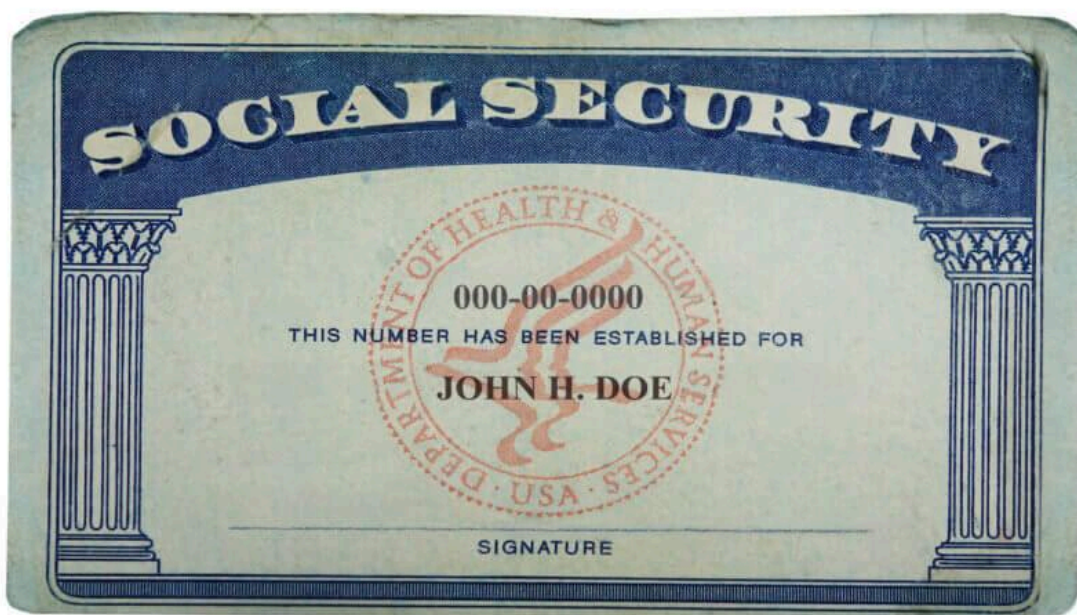 SOCIAL SECURITY
DEPARTMENT OF HEALTH & HUMAN SERVICES · USA ·
000-00-0000
THIS NUMBER HAS BEEN ESTABLISHED FOR
JOHN H. DOE
SIGNATURE